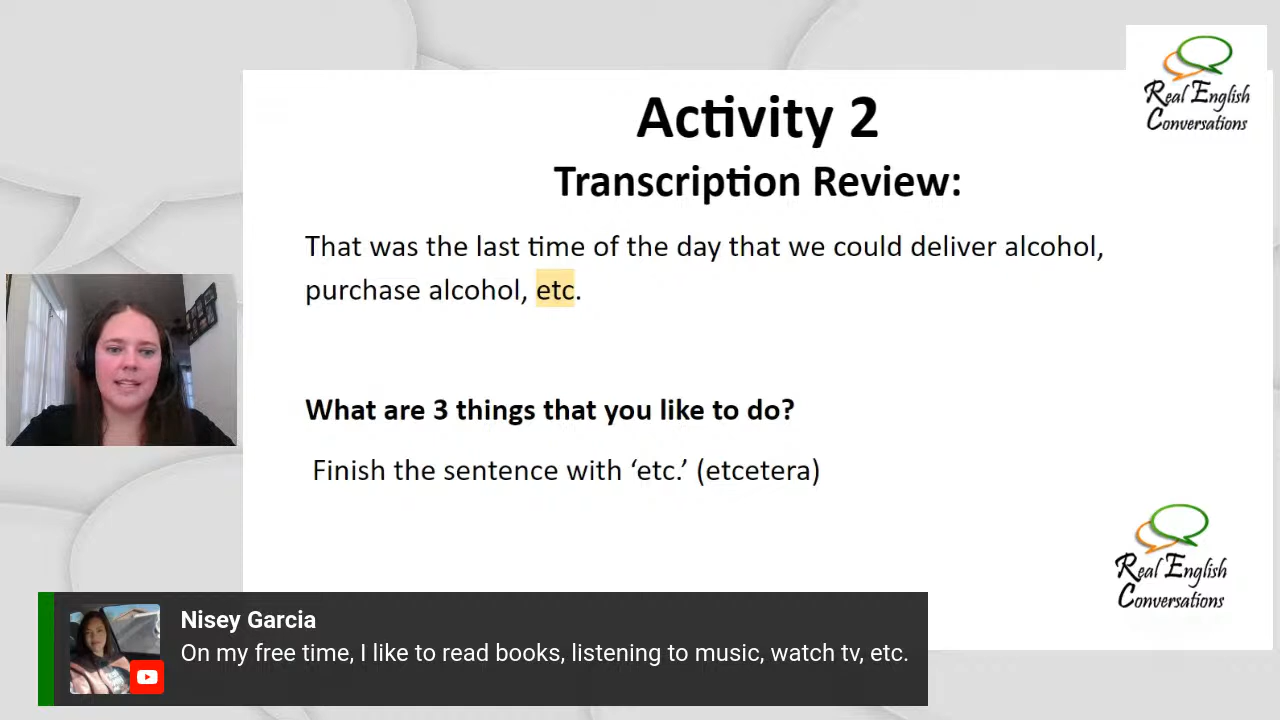 Real English
Conversations
Activity 2
Transcription Review:
That was the last time of the day that we could deliver alcohol,
purchase alcohol, etc.
What are 3 things that you like to do?
Finish the sentence with ‘etc.’ (etcetera)
Real English
Conversations
Nisey Garcia
On my free time, I like to read books, listening to music, watch tv, etc.